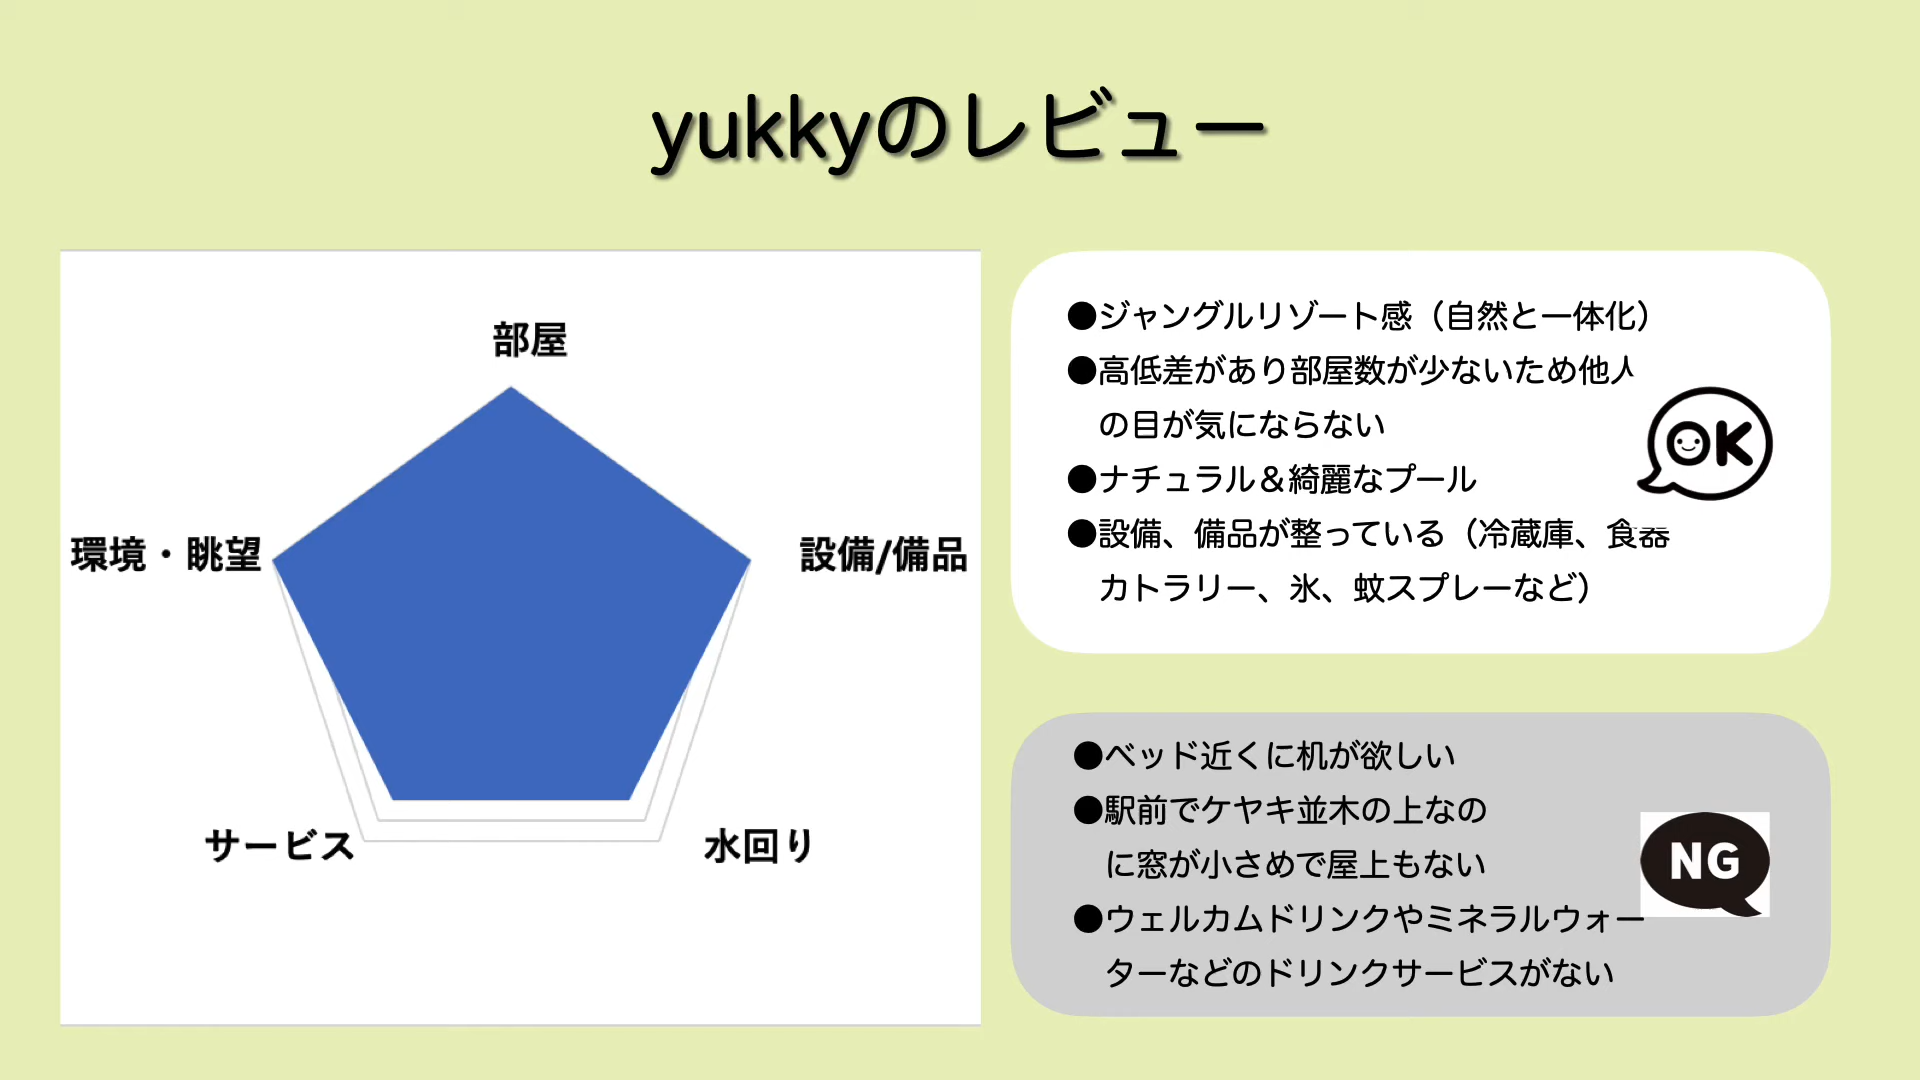 yukkyのレビュー
部屋
環境・眺望
設備/備品
サービス
水回り
●ジャングルリゾート感（自然と一体化）
●高低差があり部屋数が少ないため他人
の目が気にならない
●ナチュラル＆綺麗なプール
●設備、備品が整っている（冷蔵庫、食器
カトラリー、氷、蚊スプレーなど）
OK
●ベッド近くに机が欲しい
●駅前でケヤキ並木の上なの
に窓が小さめで屋上もない
●ウェルカムドリンクやミネラルウォー
ターなどのドリンクサービスがない
NG